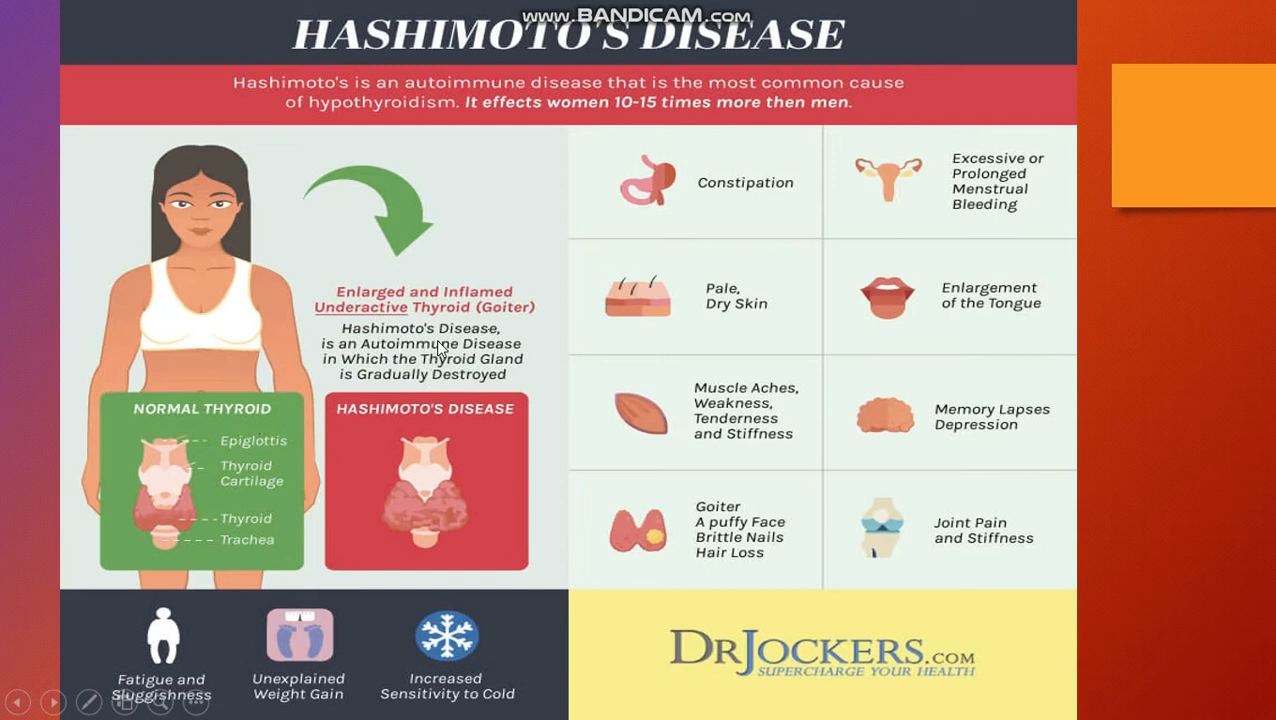 www.BANDICAM.com
HASHIMOTO'S DISEASE
Hashimoto's is an autoimmune disease that is the most common cause
of hypothyroidism. It effects women 10-15 times more then men.
Enlarged and Inflamed
Underactive Thyroid (Goiter)
Hashimoto's Disease,
is an Autoimmune Disease
in Which the Thyroid Gland
is Gradually Destroyed
NORMAL THYROID
Epiglottis
Thyroid
Cartilage
Thyroid
Trachea
HASHIMOTO'S DISEASE
Constipation
Excessive or
Prolonged
Menstrual
Bleeding
Pale,
Dry Skin
Enlargement
of the Tongue
Muscle Aches,
Weakness,
Tenderness
and Stiffness
Memory Lapses
Depression
Goiter
A puffy Face
Brittle Nails
Hair Loss
Joint Pain
and Stiffness
Fatigue and
Sluggishness
Unexplained
Weight Gain
Increased
Sensitivity to Cold
DRJOCKERS.COM
SUPERCHARGE YOUR HEALTH